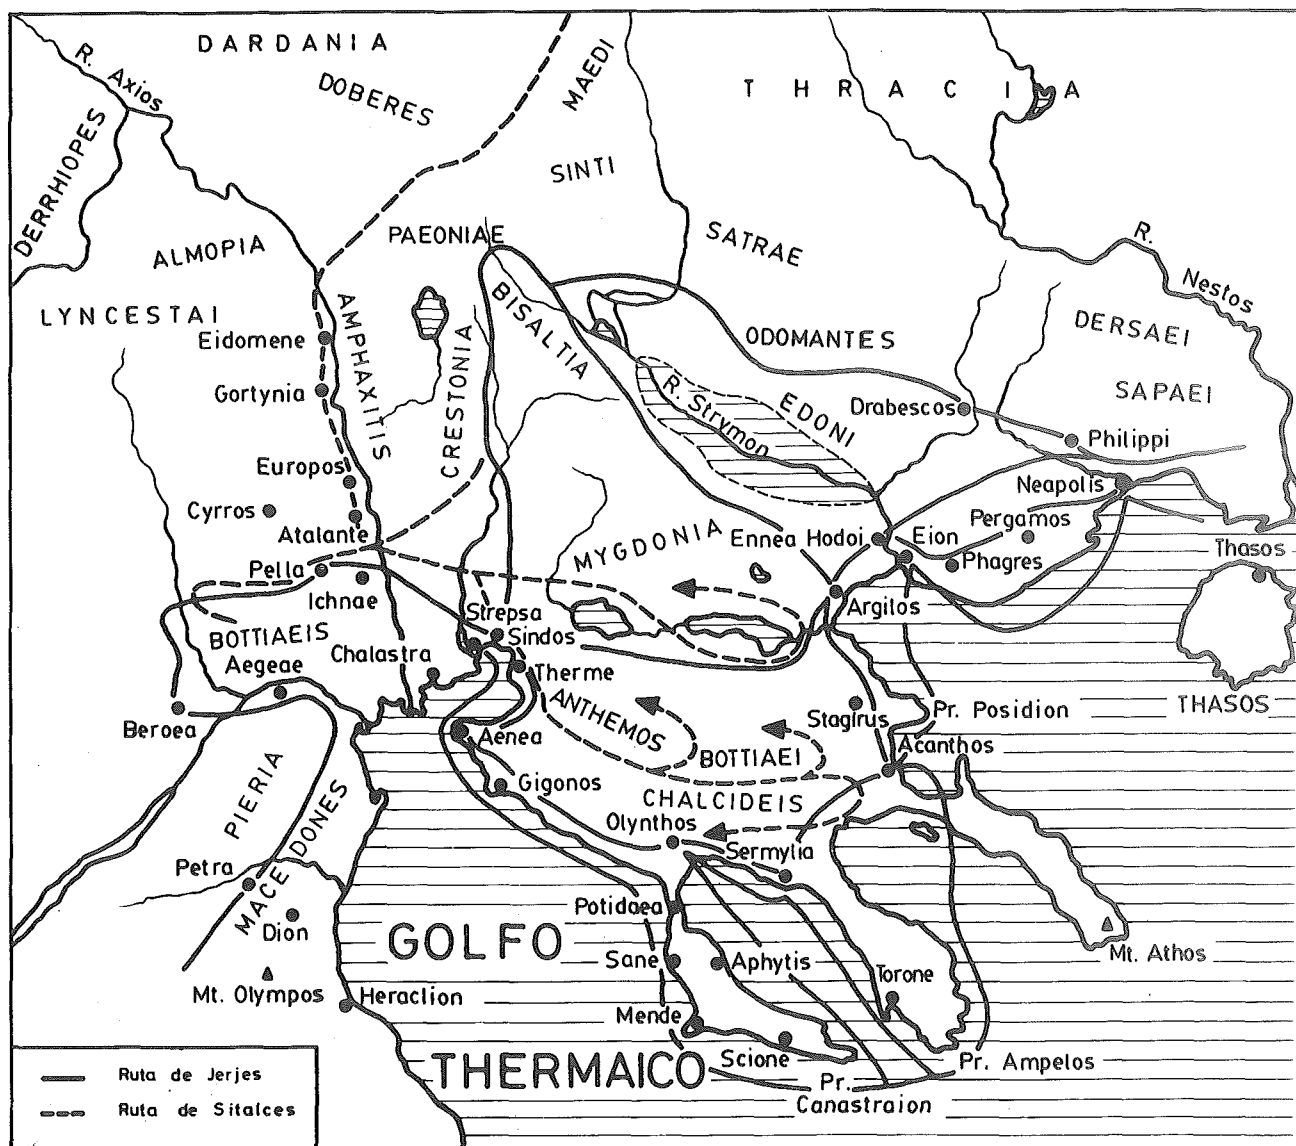 DARDANIA
R. Axios
DOBERES
MAEDI
THRACIA
DERRHIOPES
SINTI
ALMOPIA
PAEONIAE
SATRAE
R. Nestos
LYNCESTAI
AMPHAXITIS
BISALTIA
DERSAEI
Eidomene
CRESTONIA
ODOMANTES
SAPAEI
Gortynia
R. Strymon
EDONI
Drabescos
Philippi
Europos
Neapolis
Cyrros
Atalante
MYGDONIA
Ennea Hodoi
Eion
Pergamos
Phagres
Thasos
Pella
Ichnae
Argilos
Strepsa
Sindos
BOTTIAEIS
Aegeae
Chalastra
Therme
THASOS
Beroea
ANTHEMOS
Stagirus
Pr. Posidion
Aenea
BOTTIAEI
Acanthos
Gigonos
CHALCIDEIS
PIERIA
Olynthos
Sermylia
Petra
MACEDONES
Potidaea
Dion
GOLFO
Mt. Athos
Sane
Aphytis
Torone
Mt. Olympos
Heraclion
Mende
Scione
Pr. Ampelos
THERMAICO
Pr.
Canastraion
Ruta de Jerjes
Ruta de Sitalces